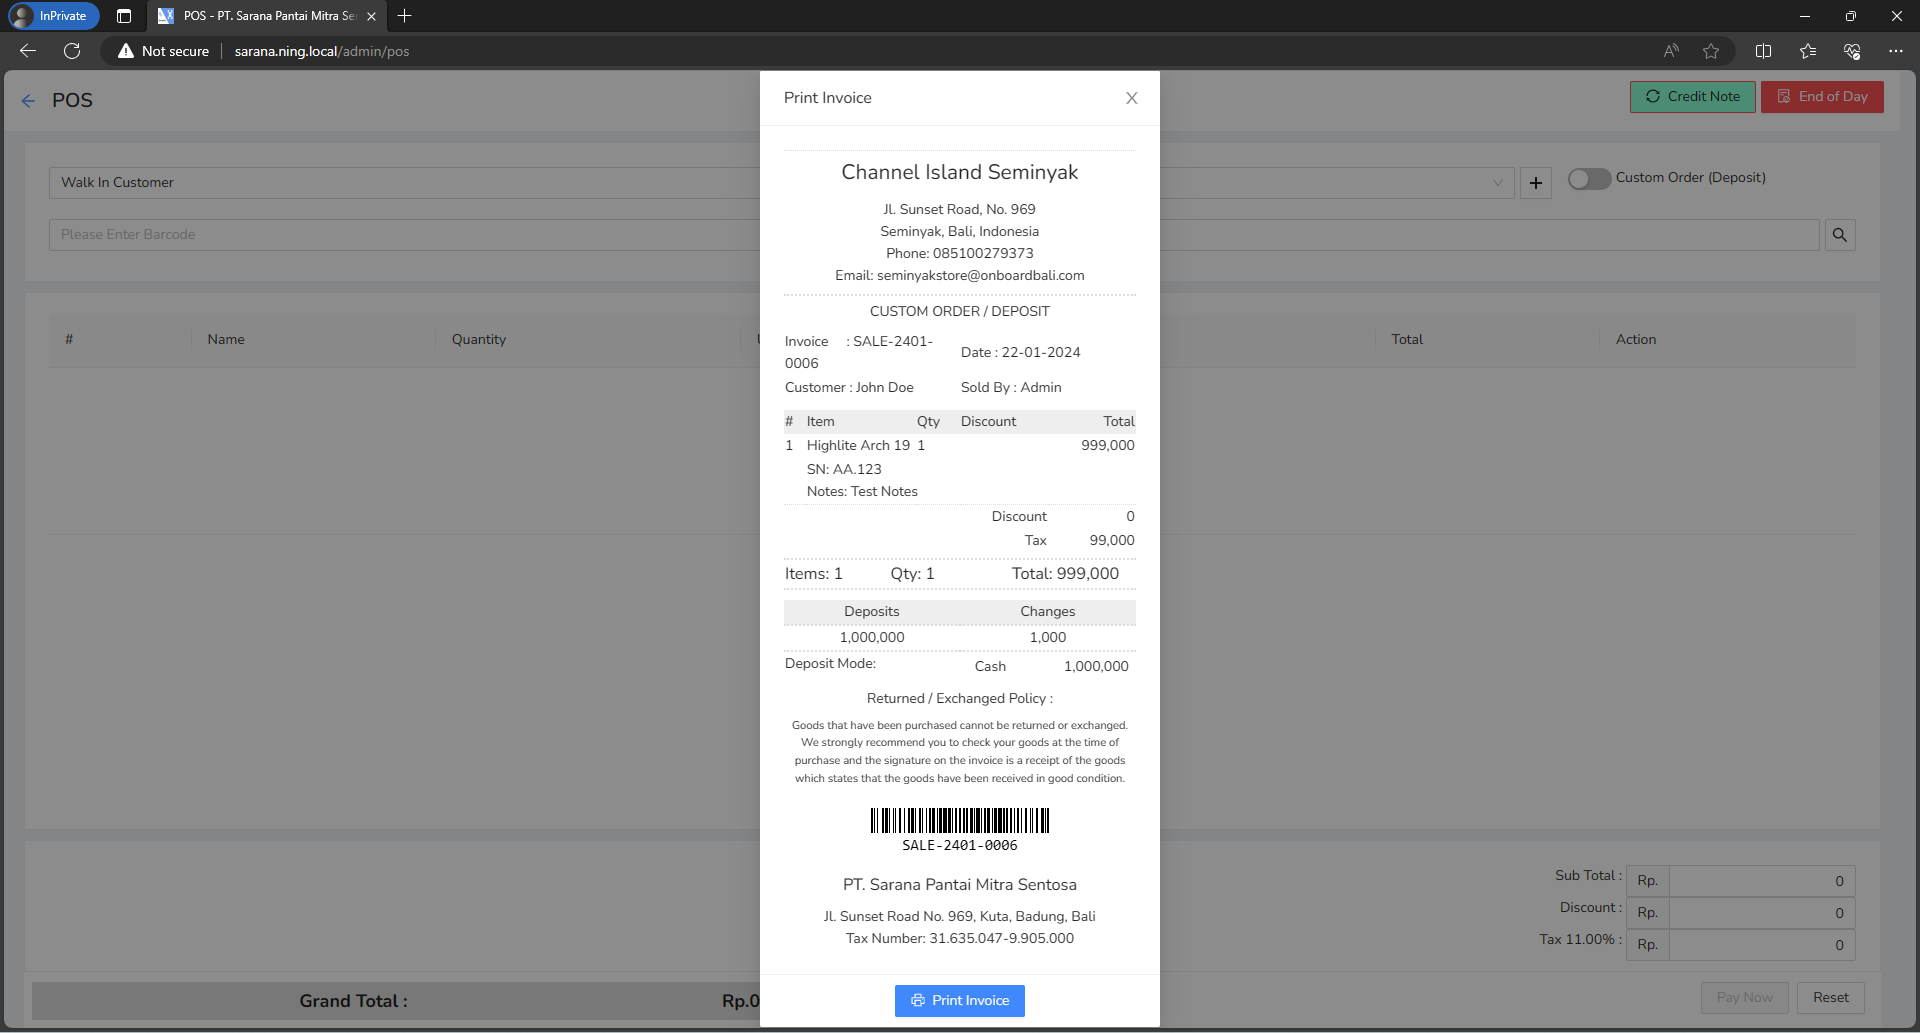 InPrivate
POS - PT. Sarana Pantai Mitra Se
Not secure
sarana.ning.local/admin/pos
POS
Credit Note
End of Day
Walk In Customer
Custom Order (Deposit)
Please Enter Barcode
# Name Quantity Total Action
Print Invoice
Channel Island Seminyak
Jl. Sunset Road, No. 969
Seminyak, Bali, Indonesia
Phone: 085100279373
Email: seminyakstore@onboardbali.com
CUSTOM ORDER / DEPOSIT
Invoice : SALE-2401-
0006
Date : 22-01-2024
Customer : John Doe Sold By : Admin
# Item Qty Discount Total
1 Highlite Arch 19 1 999,000
SN: AA.123
Notes: Test Notes
Discount 0
Tax 99,000
Items: 1 Qty: 1 Total: 999,000
Deposits Changes
1,000,000 1,000
Deposit Mode: Cash 1,000,000
Returned / Exchanged Policy :
Goods that have been purchased cannot be returned or exchanged.
We strongly recommend you to check your goods at the time of
purchase and the signature on the invoice is a receipt of the goods
which states that the goods have been received in good condition.
SALE-2401-0006
PT. Sarana Pantai Mitra Sentosa
Jl. Sunset Road No. 969, Kuta, Badung, Bali
Tax Number: 31.635.047-9.905.000
Print Invoice
Sub Total : Rp. 0
Discount : Rp. 0
Tax 11.00% : Rp. 0
Grand Total : Rp.0
Pay Now
Reset